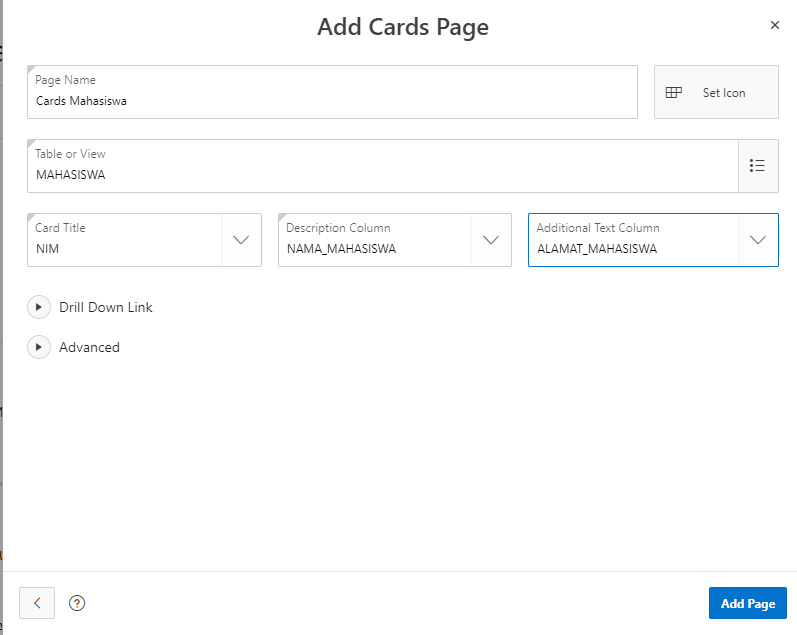 Add Cards Page
Page Name
Cards Mahasiswa
Set Icon
Table or View
MAHASISWA
Card Title
NIM
Description Column
NAMA_MAHASISWA
Additional Text Column
ALAMAT_MAHASISWA
Drill Down Link
Advanced
?
Add Page